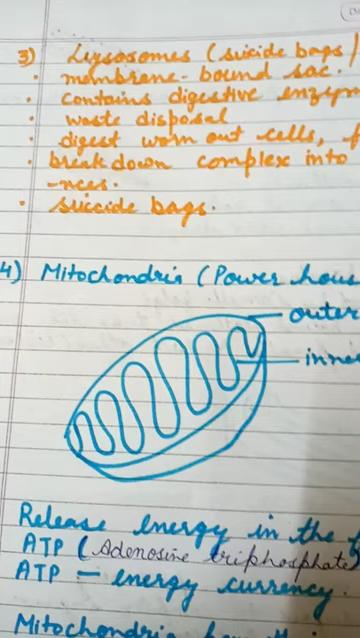 3) Lysosomes (suicide bags /
· membrane-bound sac.
· contains digestive enzym
· waste disposal
· digest worn out cells, f
· break down complex into
-nces.
· suicide bags.
4) Mitochondria (Power hous
outer
inne
Release energy in the f
ATP (Adenosine triphosphate)
ATP – energy currency.
Mitochondria